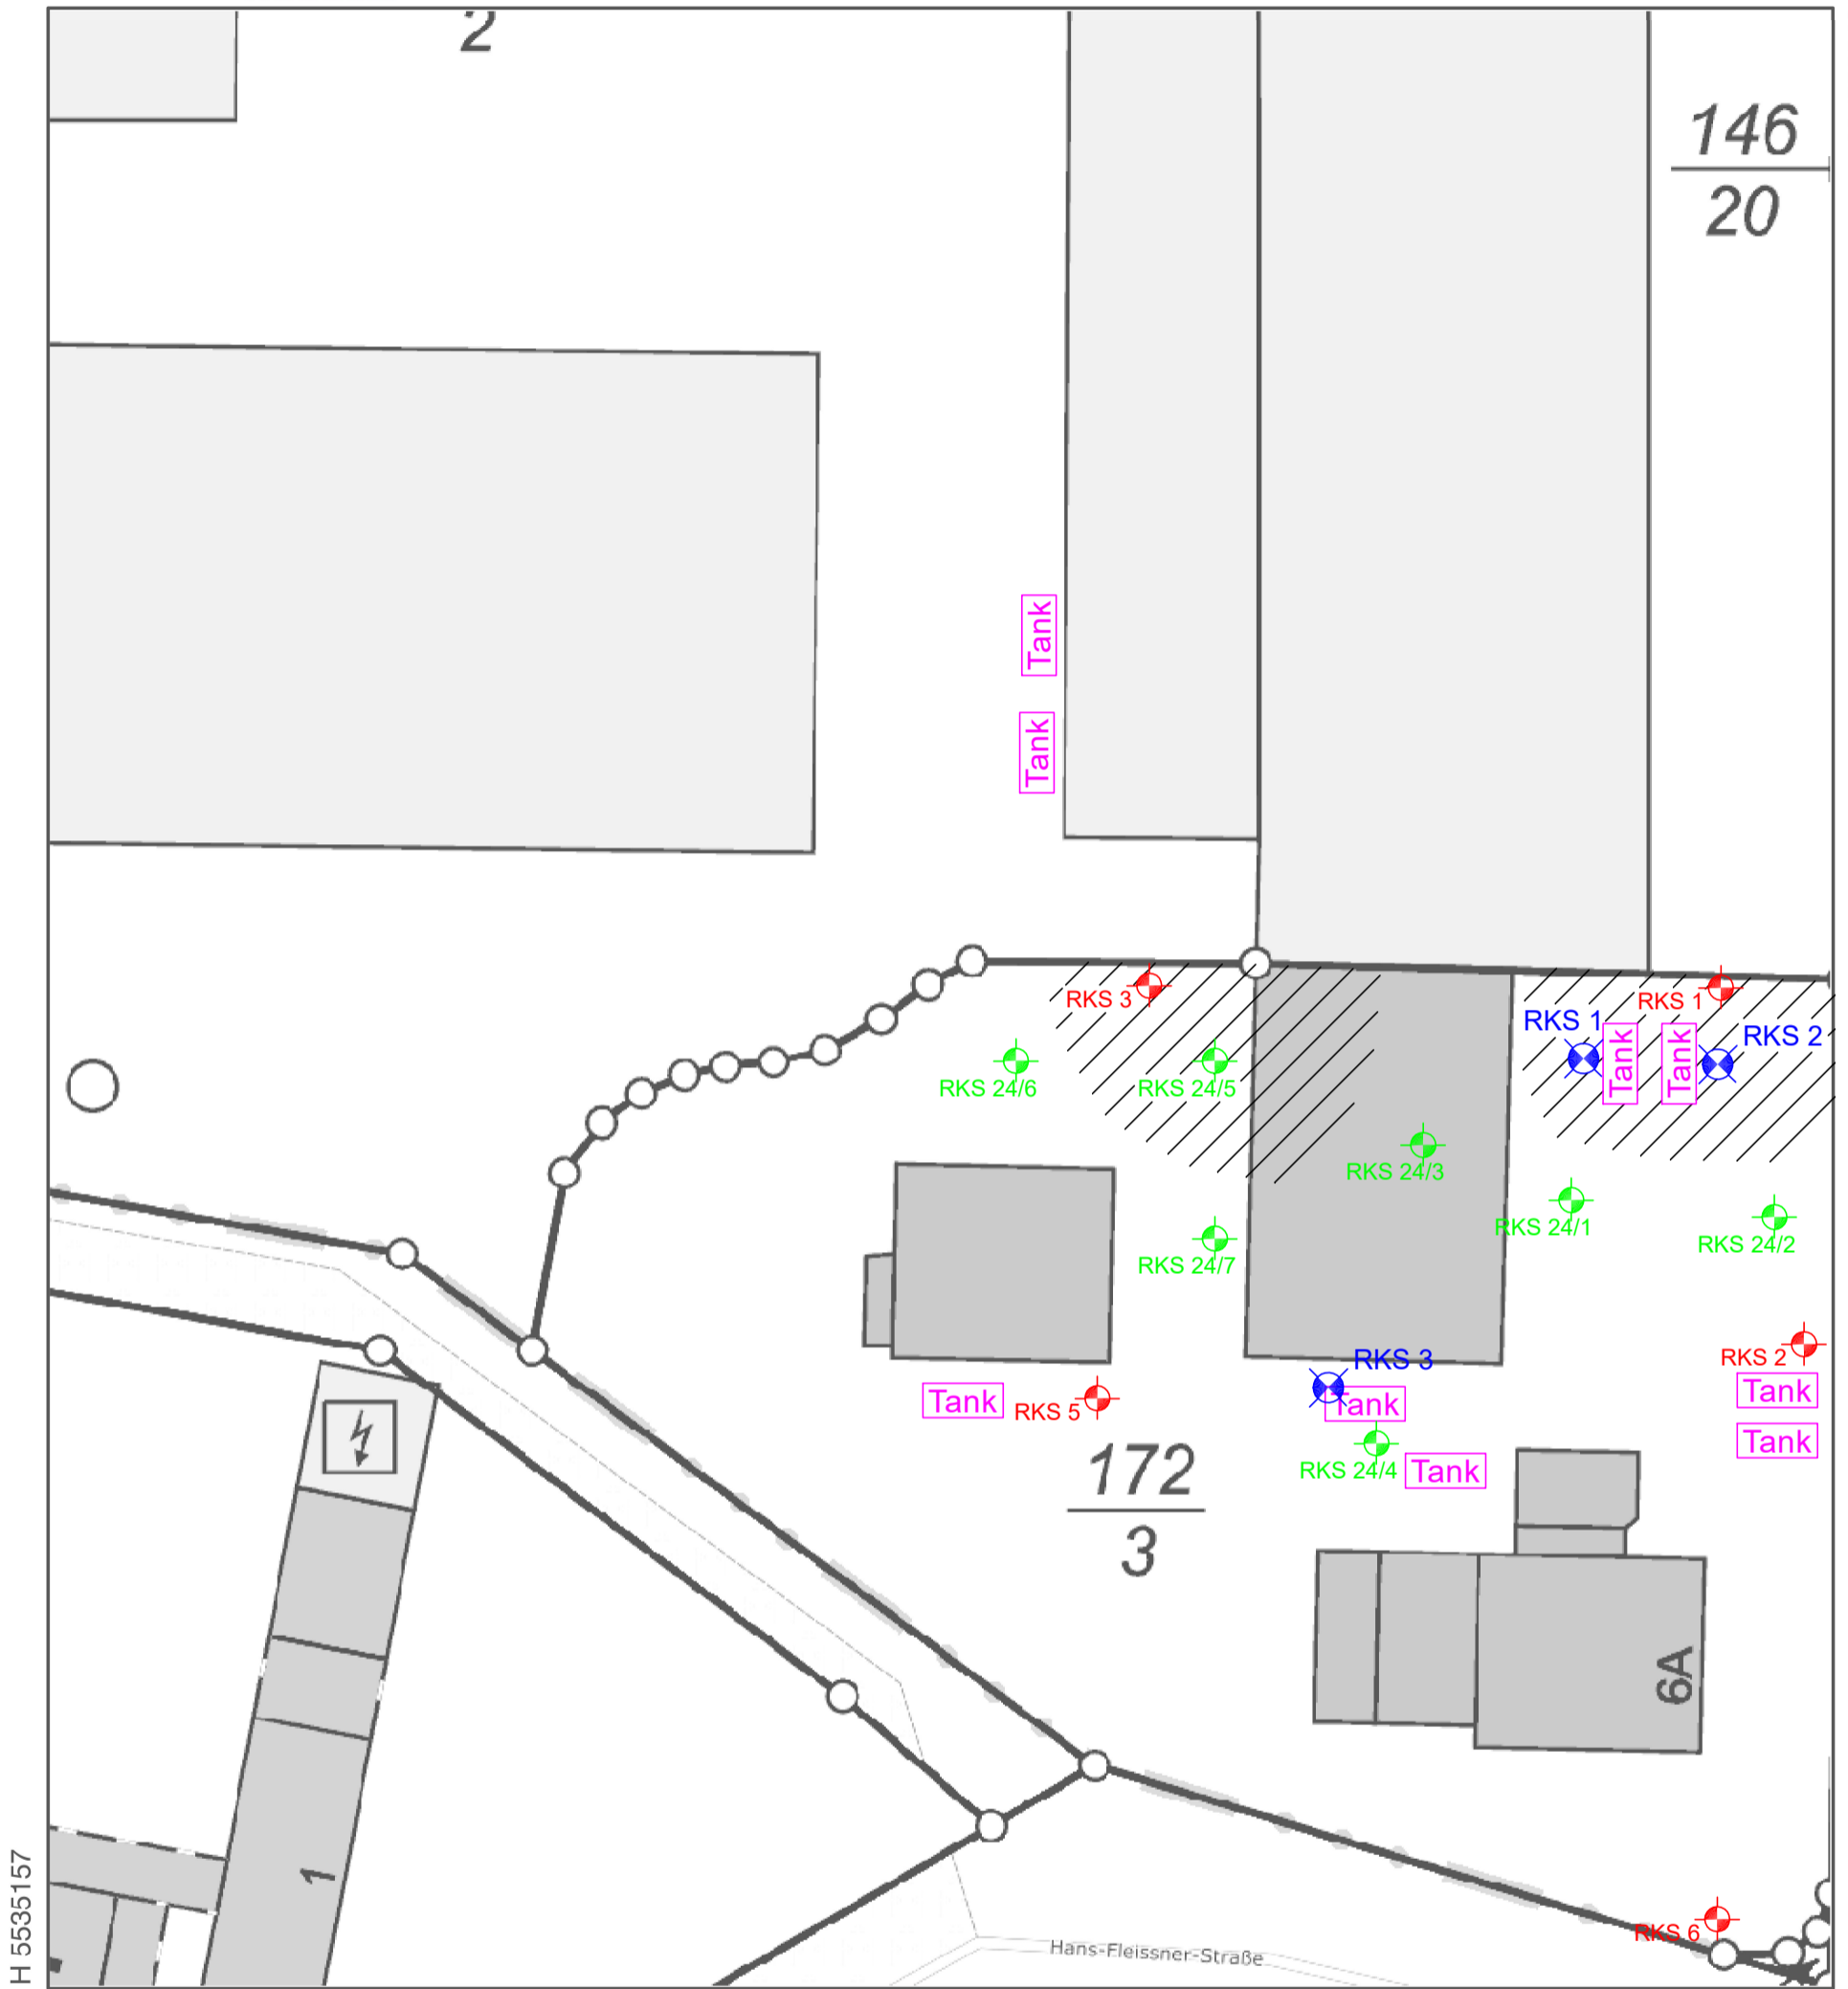 2
146
20
Tank
Tank
RKS 3
RKS 1
RKS 1
RKS 2
Tank
Tank
RKS 24/6
RKS 24/5
RKS 24/3
RKS 24/1
RKS 24/2
RKS 24/7
RKS 2
RKS 3
Tank
Tank
Tank
RKS 5
Tank
RKS 24/4
Tank
172
3
6A
1
H 5535157
RKS 6
Hans-Fleissner-Straße